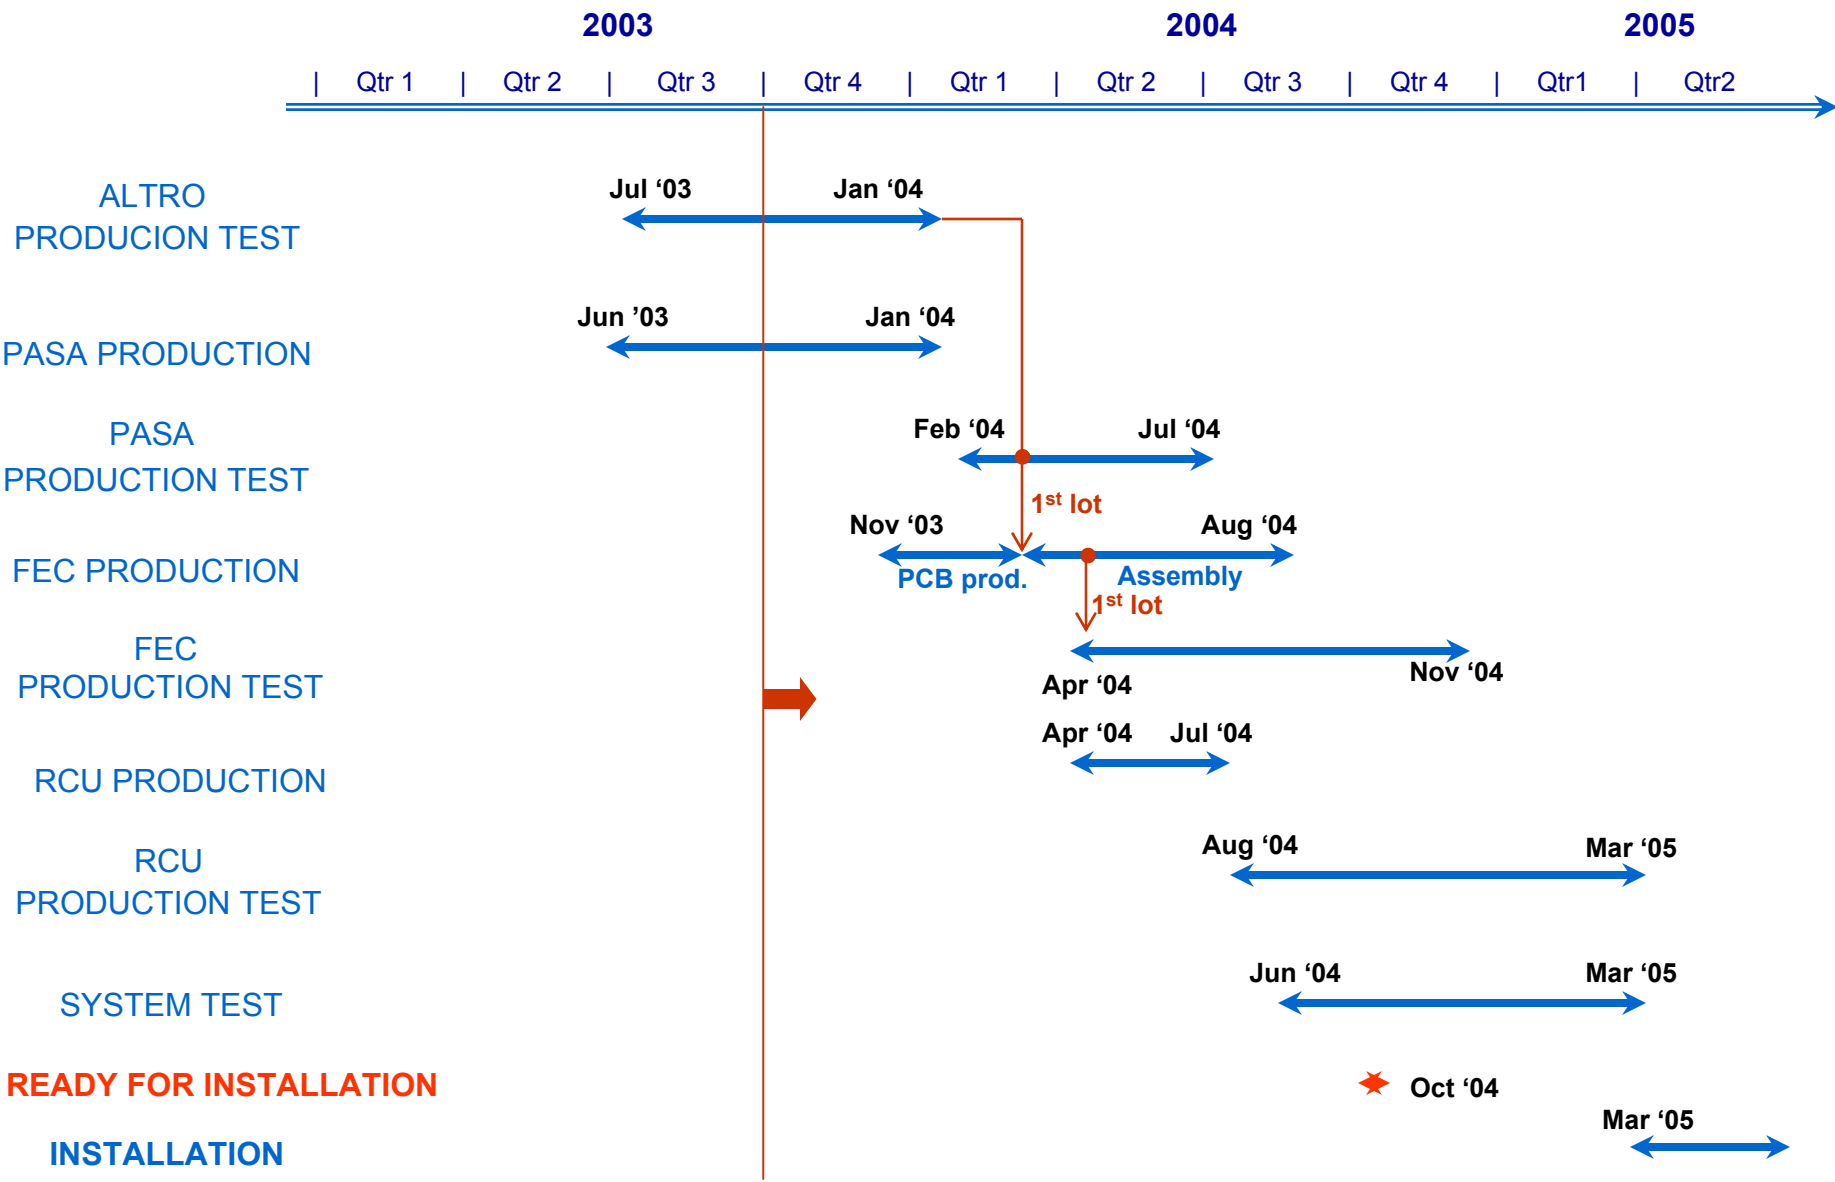 2003 2004 2005
| Qtr 1 | Qtr 2 | Qtr 3 | Qtr 4 | Qtr 1 | Qtr 2 | Qtr 3 | Qtr 4 | Qtr1 | Qtr2
ALTRO
PRODUCION TEST
Jul ‘03 Jan ‘04
Jun ’03 Jan ‘04
PASA PRODUCTION
PASA
PRODUCTION TEST
Feb ‘04 Jul ‘04
1st lot
Nov ‘03 Aug ‘04
FEC PRODUCTION
PCB prod. Assembly
1st lot
FEC
PRODUCTION TEST
Apr ‘04 Nov ‘04
Apr ‘04 Jul ‘04
RCU PRODUCTION
RCU
PRODUCTION TEST
Aug ‘04 Mar ‘05
Jun ‘04 Mar ‘05
SYSTEM TEST
READY FOR INSTALLATION Oct ‘04
Mar ‘05
INSTALLATION